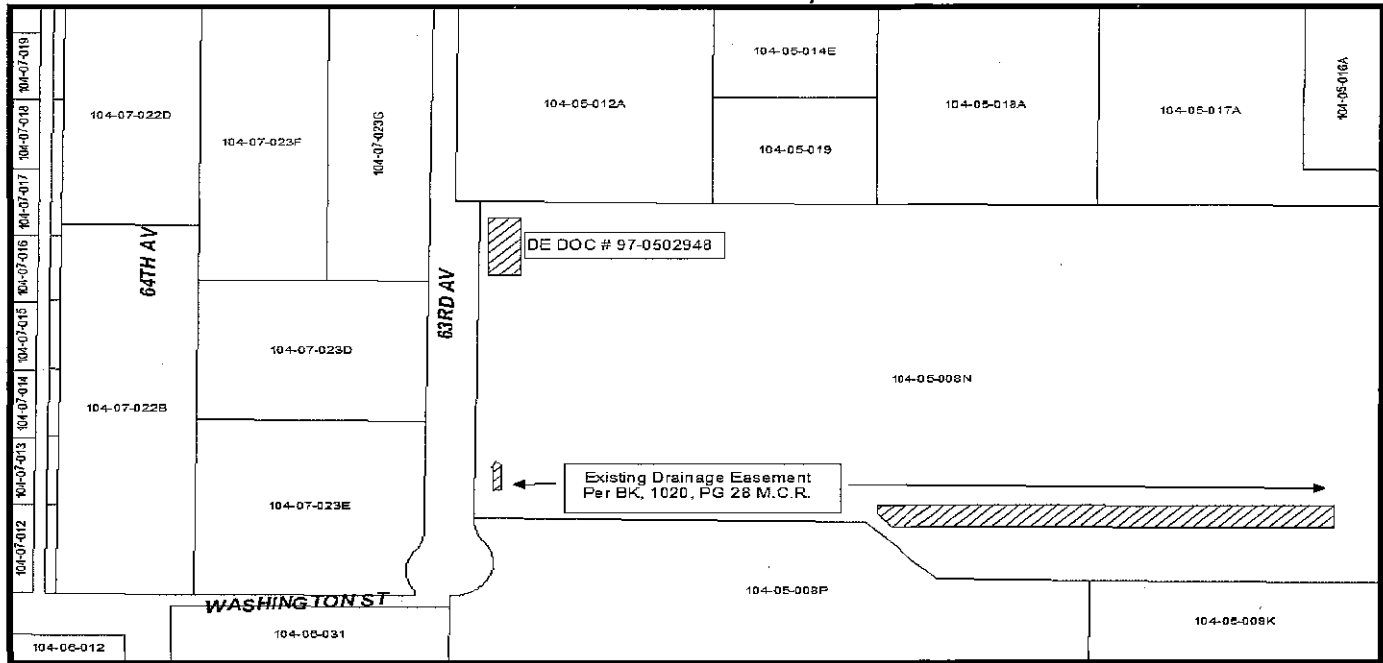 104-07-019
104-07-018
104-07-017
104-07-016
104-07-015
104-07-014
104-07-013
104-07-012
104-07-022D
104-07-023F
104-07-023G
104-05-012A
104-05-014E
104-05-019
104-05-018A
104-05-017A
104-05-016A
64TH AV
63RD AV
DE DOC # 97-0502948
104-07-023D
104-05-008N
104-07-022B
Existing Drainage Easement
Per BK, 1020, PG 28 M.C.R.
104-07-023E
104-05-008P
WASHINGTON ST
104-06-031
104-05-009K
104-06-012